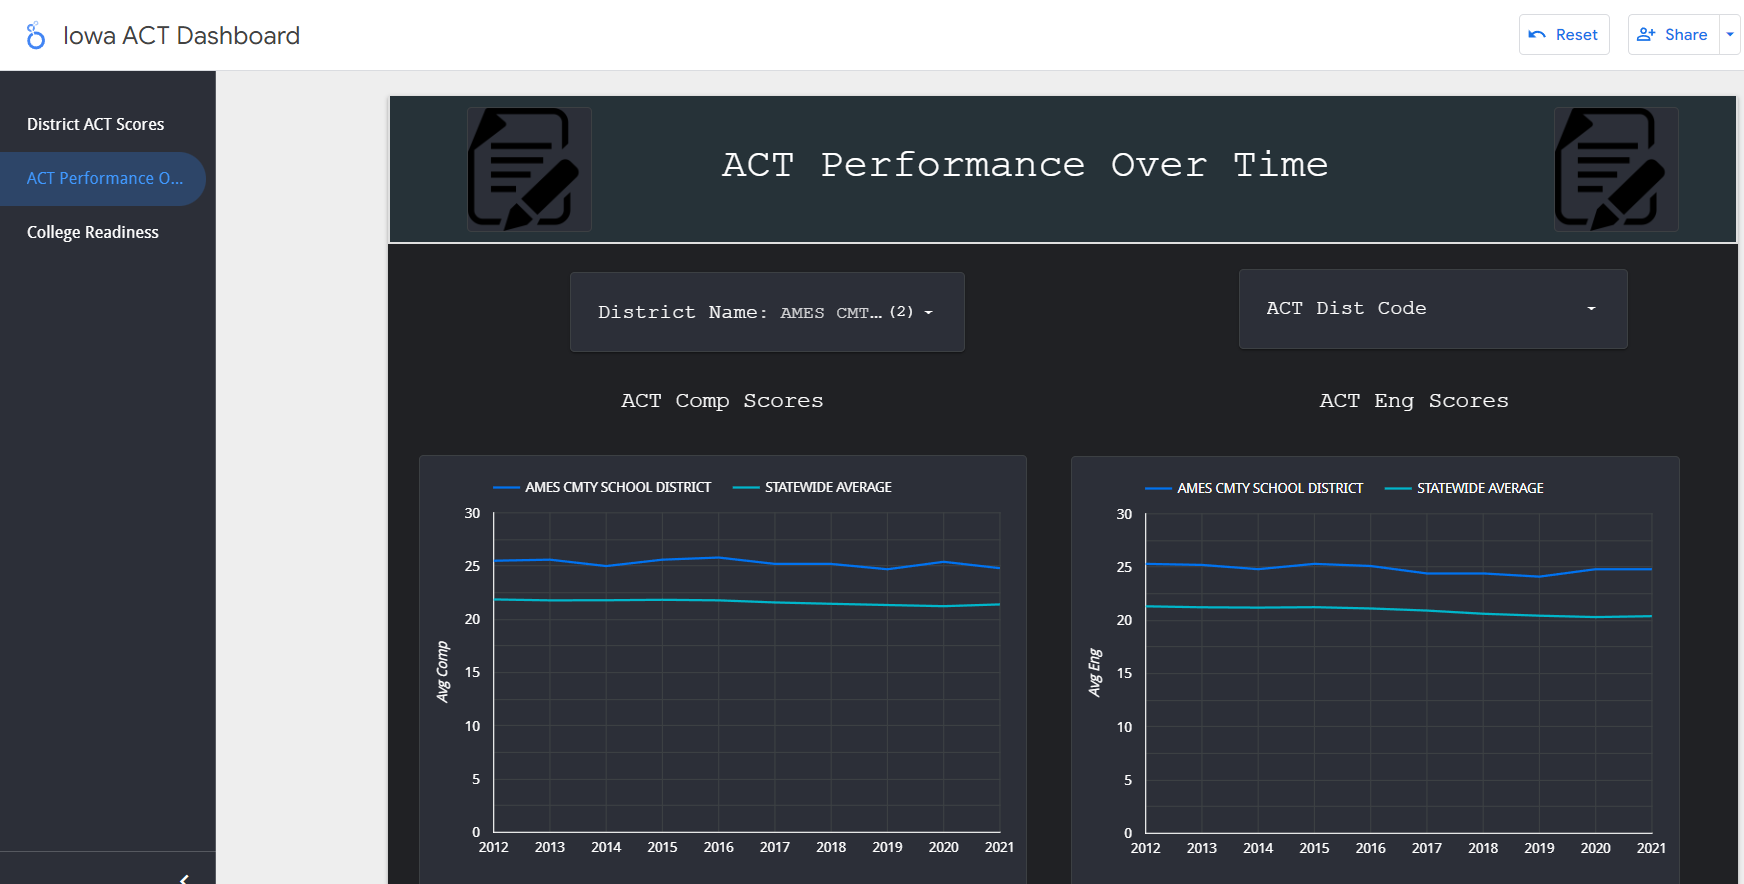 Iowa ACT Dashboard
Reset
Share
District ACT Scores
ACT Performance O...
College Readiness
ACT Performance Over Time
District Name: AMES CMT... (2)
ACT Dist Code
ACT Comp Scores
ACT Eng Scores
AMES CMTY SCHOOL DISTRICT STATEWIDE AVERAGE
30
25
20
15
10
5
0
Avg Comp
2012 2013 2014 2015 2016 2017 2018 2019 2020 2021
AMES CMTY SCHOOL DISTRICT STATEWIDE AVERAGE
30
25
20
15
10
5
0
Avg Eng
2012 2013 2014 2015 2016 2017 2018 2019 2020 2021